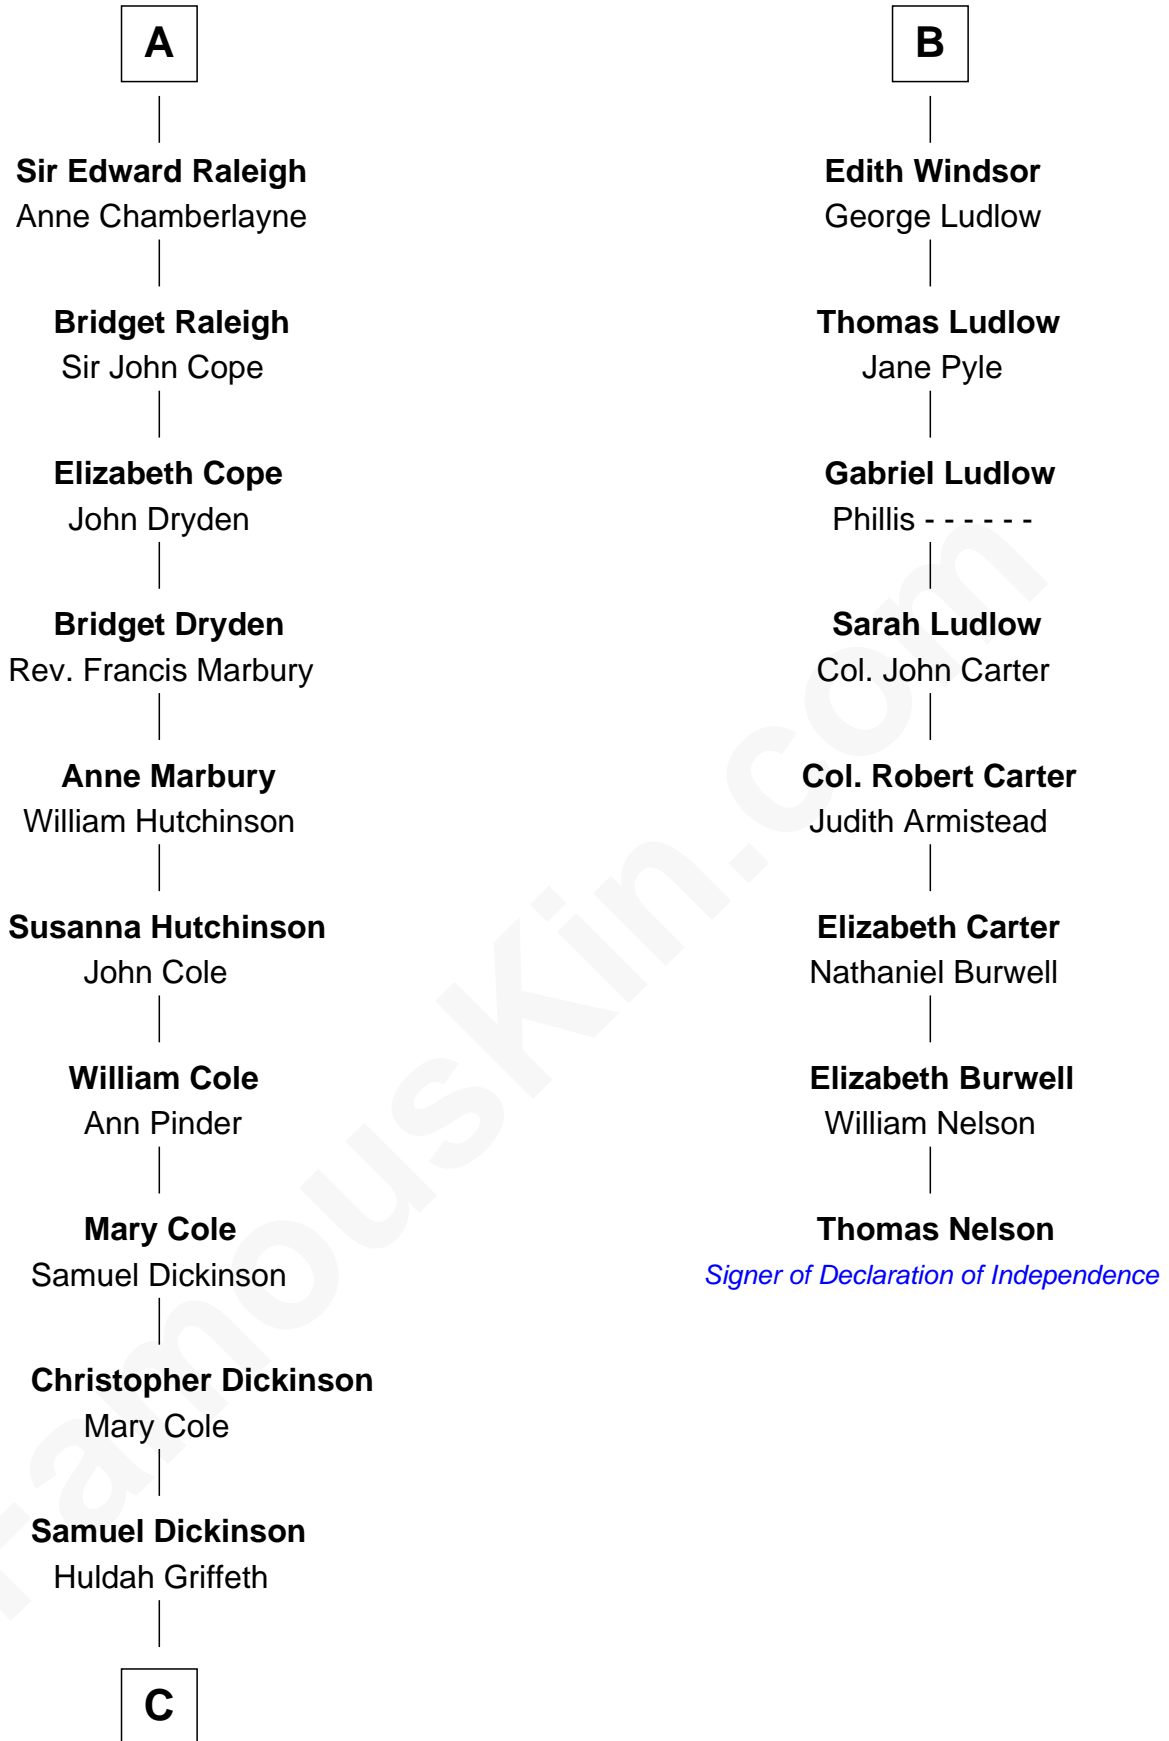 A
Sir Edward Raleigh
Anne Chamberlayne
Bridget Raleigh
Sir John Cope
Elizabeth Cope
John Dryden
Bridget Dryden
Rev. Francis Marbury
Anne Marbury
William Hutchinson
Susanna Hutchinson
John Cole
William Cole
Ann Pinder
Mary Cole
Samuel Dickinson
Christopher Dickinson
Mary Cole
Samuel Dickinson
Huldah Griffeth
C
B
Edith Windsor
George Ludlow
Thomas Ludlow
Jane Pyle
Gabriel Ludlow
Phillis - - - - - -
Sarah Ludlow
Col. John Carter
Col. Robert Carter
Judith Armistead
Elizabeth Carter
Nathaniel Burwell
Elizabeth Burwell
William Nelson
Thomas Nelson
Signer of Declaration of Independence
FamousKin.com